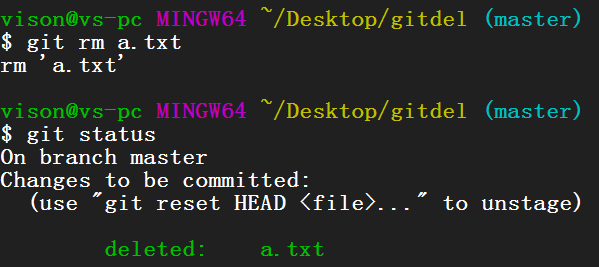 vison@vs-pc MINGW64 ~/Desktop/gitdel (master)
$ git rm a.txt
rm 'a.txt'
vison@vs-pc MINGW64 ~/Desktop/gitdel (master)
$ git status
On branch master
Changes to be committed:
  (use "git reset HEAD <file>..." to unstage)
        deleted:    a.txt